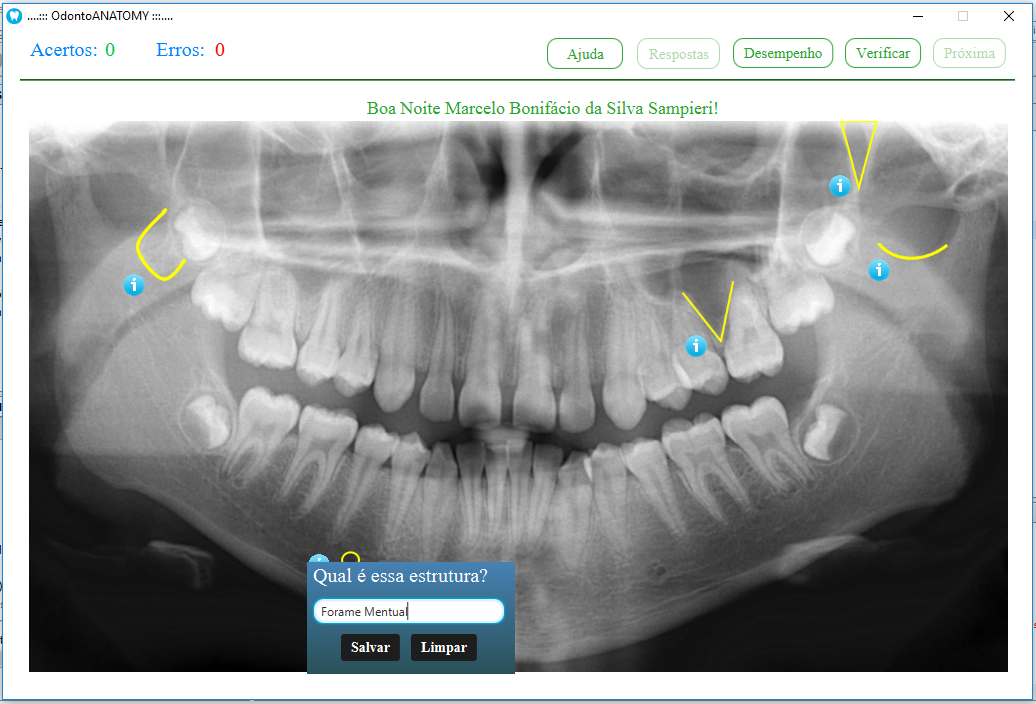 ....::: OdontoANATOMY :::....
Acertos: 0 Erros: 0 Ajuda Respostas Desempenho Verificar Próxima
Boa Noite Marcelo Bonifácio da Silva Sampieri!
i
i
i
i
i
Qual é essa estrutura?
Forame Mentual
Salvar Limpar